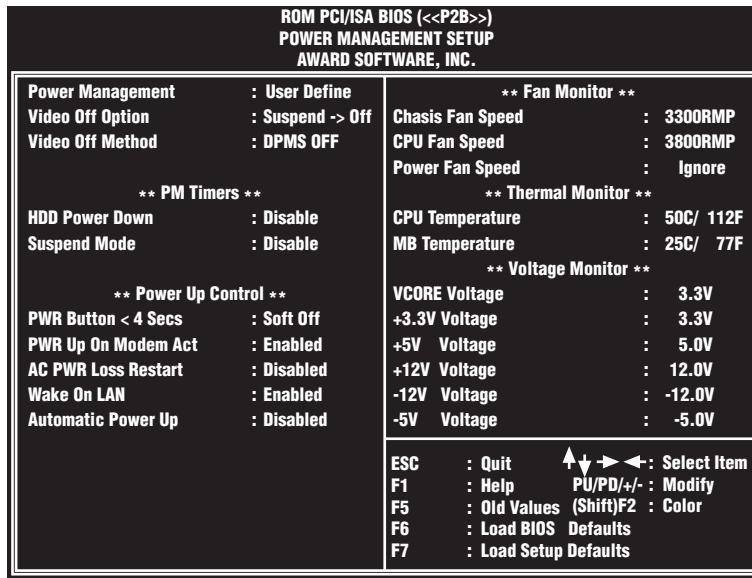 ROM PCI/ISA BIOS (<<P2B>>)
POWER MANAGEMENT SETUP
AWARD SOFTWARE, INC.
Power Management : User Define
Video Off Option : Suspend -> Off
Video Off Method : DPMS OFF
** PM Timers **
HDD Power Down : Disable
Suspend Mode : Disable
** Power Up Control **
PWR Button < 4 Secs : Soft Off
PWR Up On Modem Act : Enabled
AC PWR Loss Restart : Disabled
Wake On LAN : Enabled
Automatic Power Up : Disabled
** Fan Monitor **
Chasis Fan Speed : 3300RMP
CPU Fan Speed : 3800RMP
Power Fan Speed : Ignore
** Thermal Monitor **
CPU Temperature : 50C/ 112F
MB Temperature : 25C/ 77F
** Voltage Monitor **
VCORE Voltage : 3.3V
+3.3V Voltage : 3.3V
+5V Voltage : 5.0V
+12V Voltage : 12.0V
-12V Voltage : -12.0V
-5V Voltage : -5.0V
ESC : Quit : Select Item
F1 : Help PU/PD/+/- : Modify
F5 : Old Values (Shift)F2 : Color
F6 : Load BIOS Defaults
F7 : Load Setup Defaults